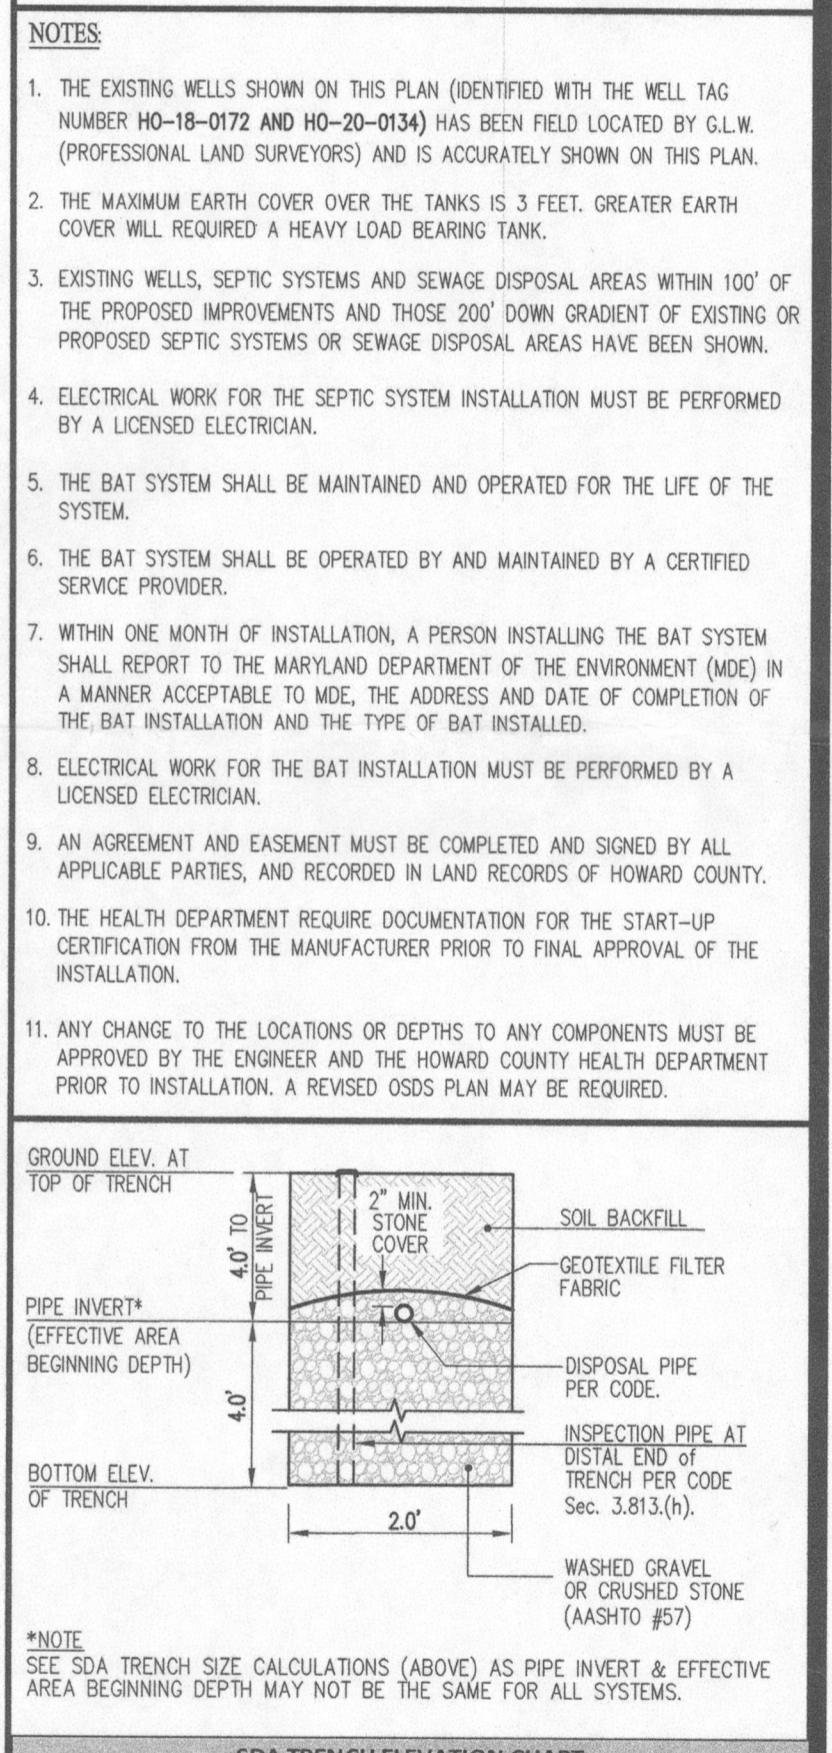 NOTES:
1. THE EXISTING WELLS SHOWN ON THIS PLAN (IDENTIFIED WITH THE WELL TAG
NUMBER HO-18-0172 AND HO-20-0134) HAS BEEN FIELD LOCATED BY G.L.W.
(PROFESSIONAL LAND SURVEYORS) AND IS ACCURATELY SHOWN ON THIS PLAN.
2. THE MAXIMUM EARTH COVER OVER THE TANKS IS 3 FEET. GREATER EARTH
COVER WILL REQUIRED A HEAVY LOAD BEARING TANK.
3. EXISTING WELLS, SEPTIC SYSTEMS AND SEWAGE DISPOSAL AREAS WITHIN 100' OF
THE PROPOSED IMPROVEMENTS AND THOSE 200' DOWN GRADIENT OF EXISTING OR
PROPOSED SEPTIC SYSTEMS OR SEWAGE DISPOSAL AREAS HAVE BEEN SHOWN.
4. ELECTRICAL WORK FOR THE SEPTIC SYSTEM INSTALLATION MUST BE PERFORMED
BY A LICENSED ELECTRICIAN.
5. THE BAT SYSTEM SHALL BE MAINTAINED AND OPERATED FOR THE LIFE OF THE
SYSTEM.
6. THE BAT SYSTEM SHALL BE OPERATED BY AND MAINTAINED BY A CERTIFIED
SERVICE PROVIDER.
7. WITHIN ONE MONTH OF INSTALLATION, A PERSON INSTALLING THE BAT SYSTEM
SHALL REPORT TO THE MARYLAND DEPARTMENT OF THE ENVIRONMENT (MDE) IN
A MANNER ACCEPTABLE TO MDE, THE ADDRESS AND DATE OF COMPLETION OF
THE BAT INSTALLATION AND THE TYPE OF BAT INSTALLED.
8. ELECTRICAL WORK FOR THE BAT INSTALLATION MUST BE PERFORMED BY A
LICENSED ELECTRICIAN.
9. AN AGREEMENT AND EASEMENT MUST BE COMPLETED AND SIGNED BY ALL
APPLICABLE PARTIES, AND RECORDED IN LAND RECORDS OF HOWARD COUNTY.
10. THE HEALTH DEPARTMENT REQUIRE DOCUMENTATION FOR THE START-UP
CERTIFICATION FROM THE MANUFACTURER PRIOR TO FINAL APPROVAL OF THE
INSTALLATION.
11. ANY CHANGE TO THE LOCATIONS OR DEPTHS TO ANY COMPONENTS MUST BE
APPROVED BY THE ENGINEER AND THE HOWARD COUNTY HEALTH DEPARTMENT
PRIOR TO INSTALLATION. A REVISED OSDS PLAN MAY BE REQUIRED.
GROUND ELEV. AT
TOP OF TRENCH
4.0' TO
PIPE INVERT
2" MIN.
STONE
COVER
SOIL BACKFILL
GEOTEXTILE FILTER
FABRIC
PIPE INVERT*
(EFFECTIVE AREA
BEGINNING DEPTH)
4.0'
DISPOSAL PIPE
PER CODE.
INSPECTION PIPE AT
DISTAL END of
TRENCH PER CODE
Sec. 3.813.(h).
BOTTOM ELEV.
OF TRENCH
2.0'
WASHED GRAVEL
OR CRUSHED STONE
(AASHTO #57)
*NOTE
SEE SDA TRENCH SIZE CALCULATIONS (ABOVE) AS PIPE INVERT & EFFECTIVE
AREA BEGINNING DEPTH MAY NOT BE THE SAME FOR ALL SYSTEMS.
SDA TRENCH ELEVATION CHART